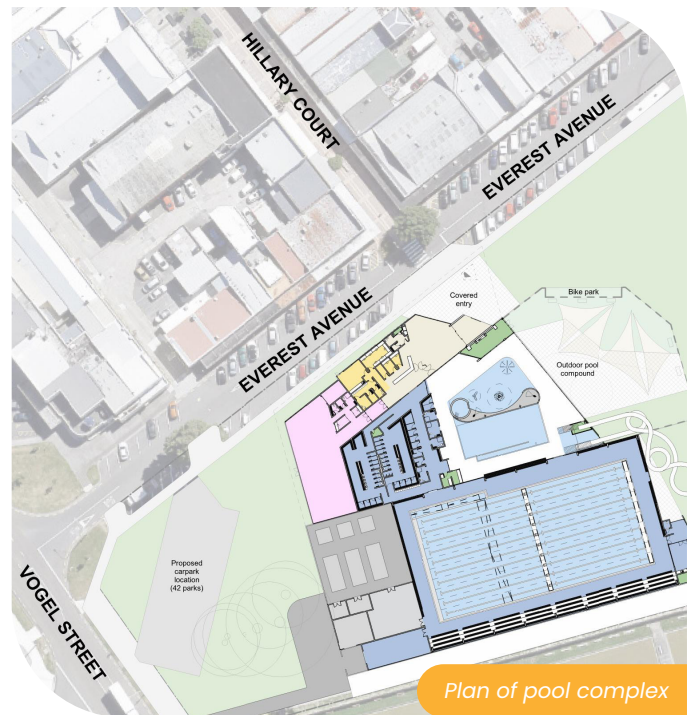 HILLARY COURT
EVEREST AVENUE
EVEREST AVENUE
Covered
entry
Bike park
Outdoor pool
compound
Proposed
carpark
location
(42 parks)
VOGEL STREET
Plan of pool complex